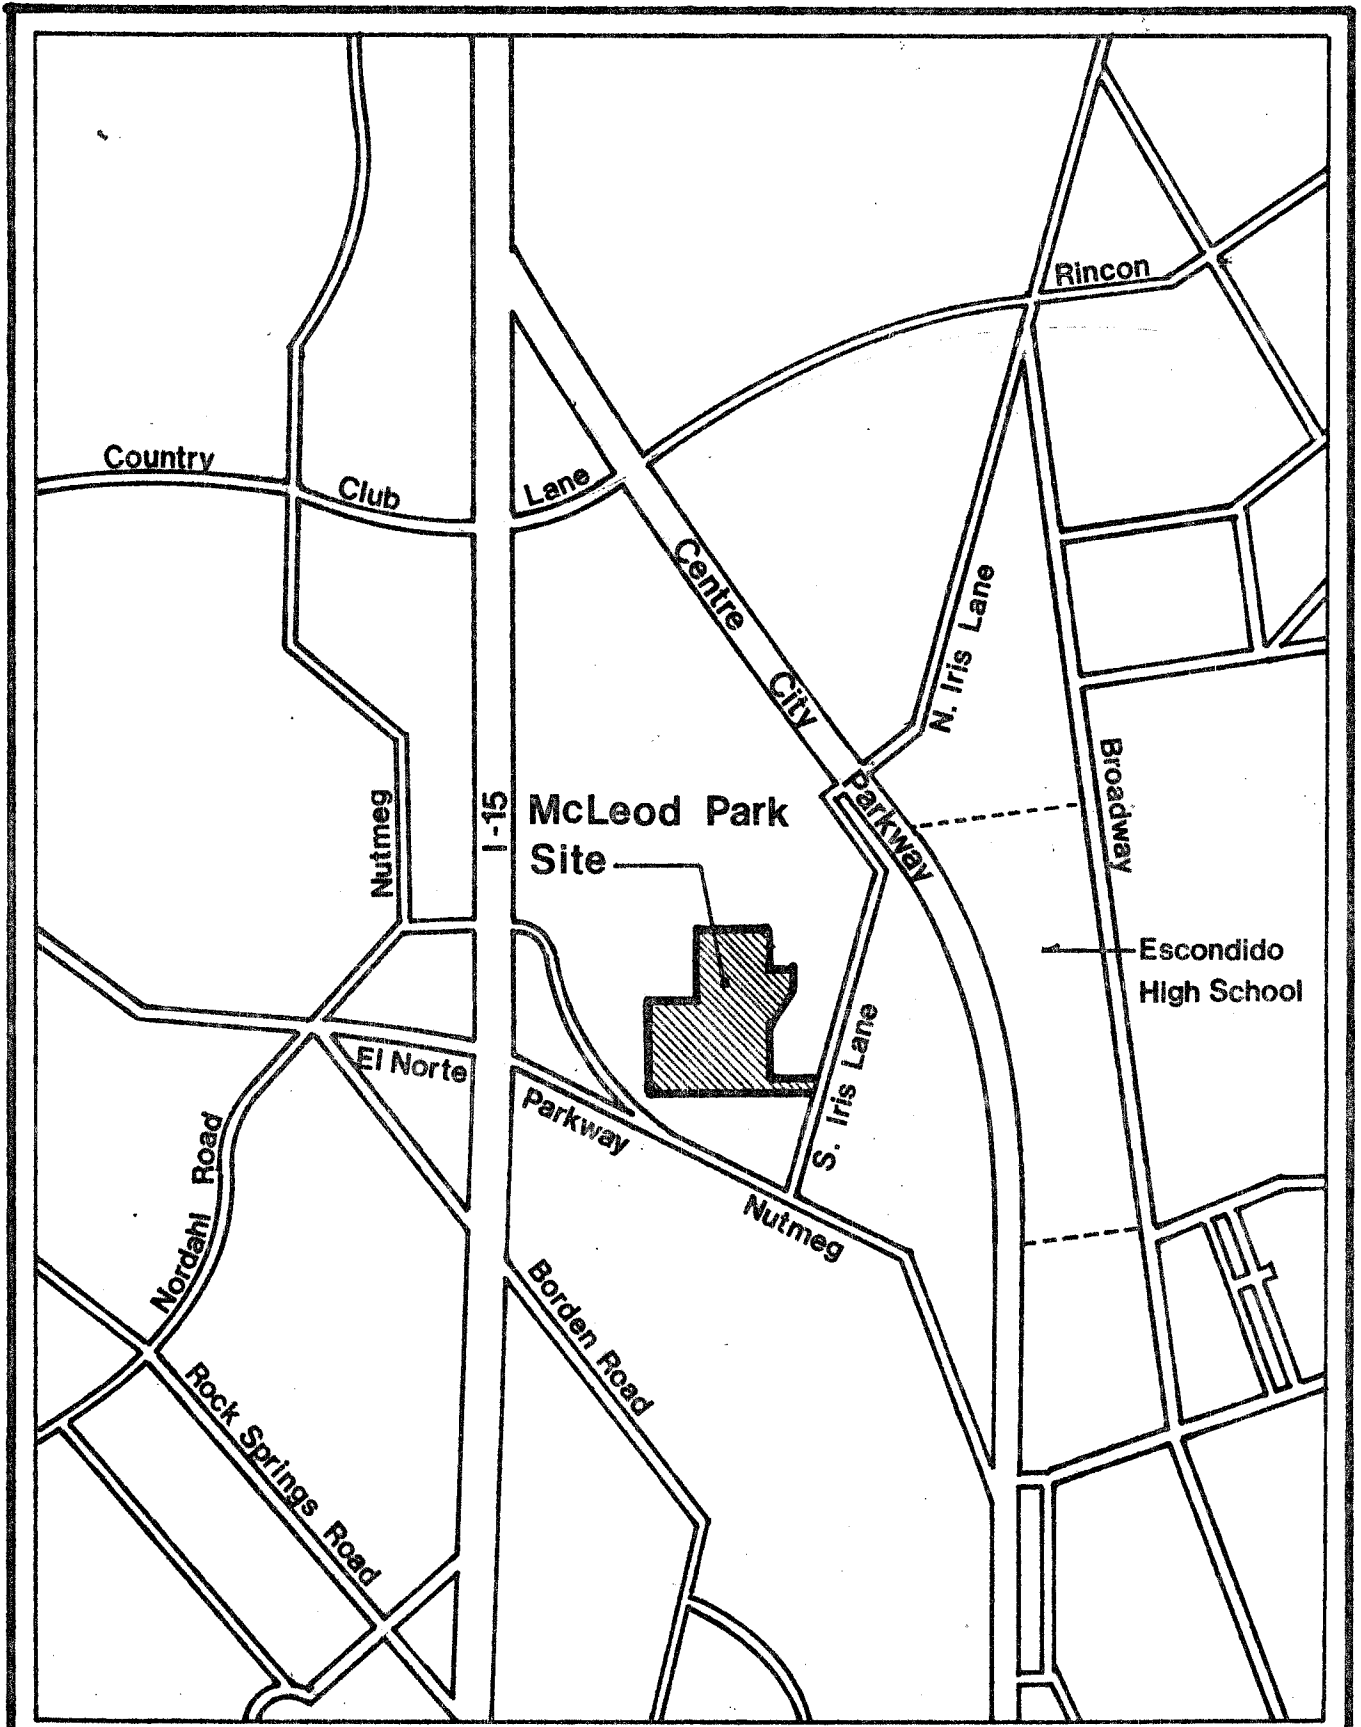 Rincon
Country
Club
Lane
Centre
City
Parkway
N. Iris Lane
Broadway
Nutmeg
I-15
McLeod Park
Site
Escondido
High School
S. Iris Lane
El Norte
Parkway
Nutmeg
Nordahl Road
Borden Road
Rock Springs Road